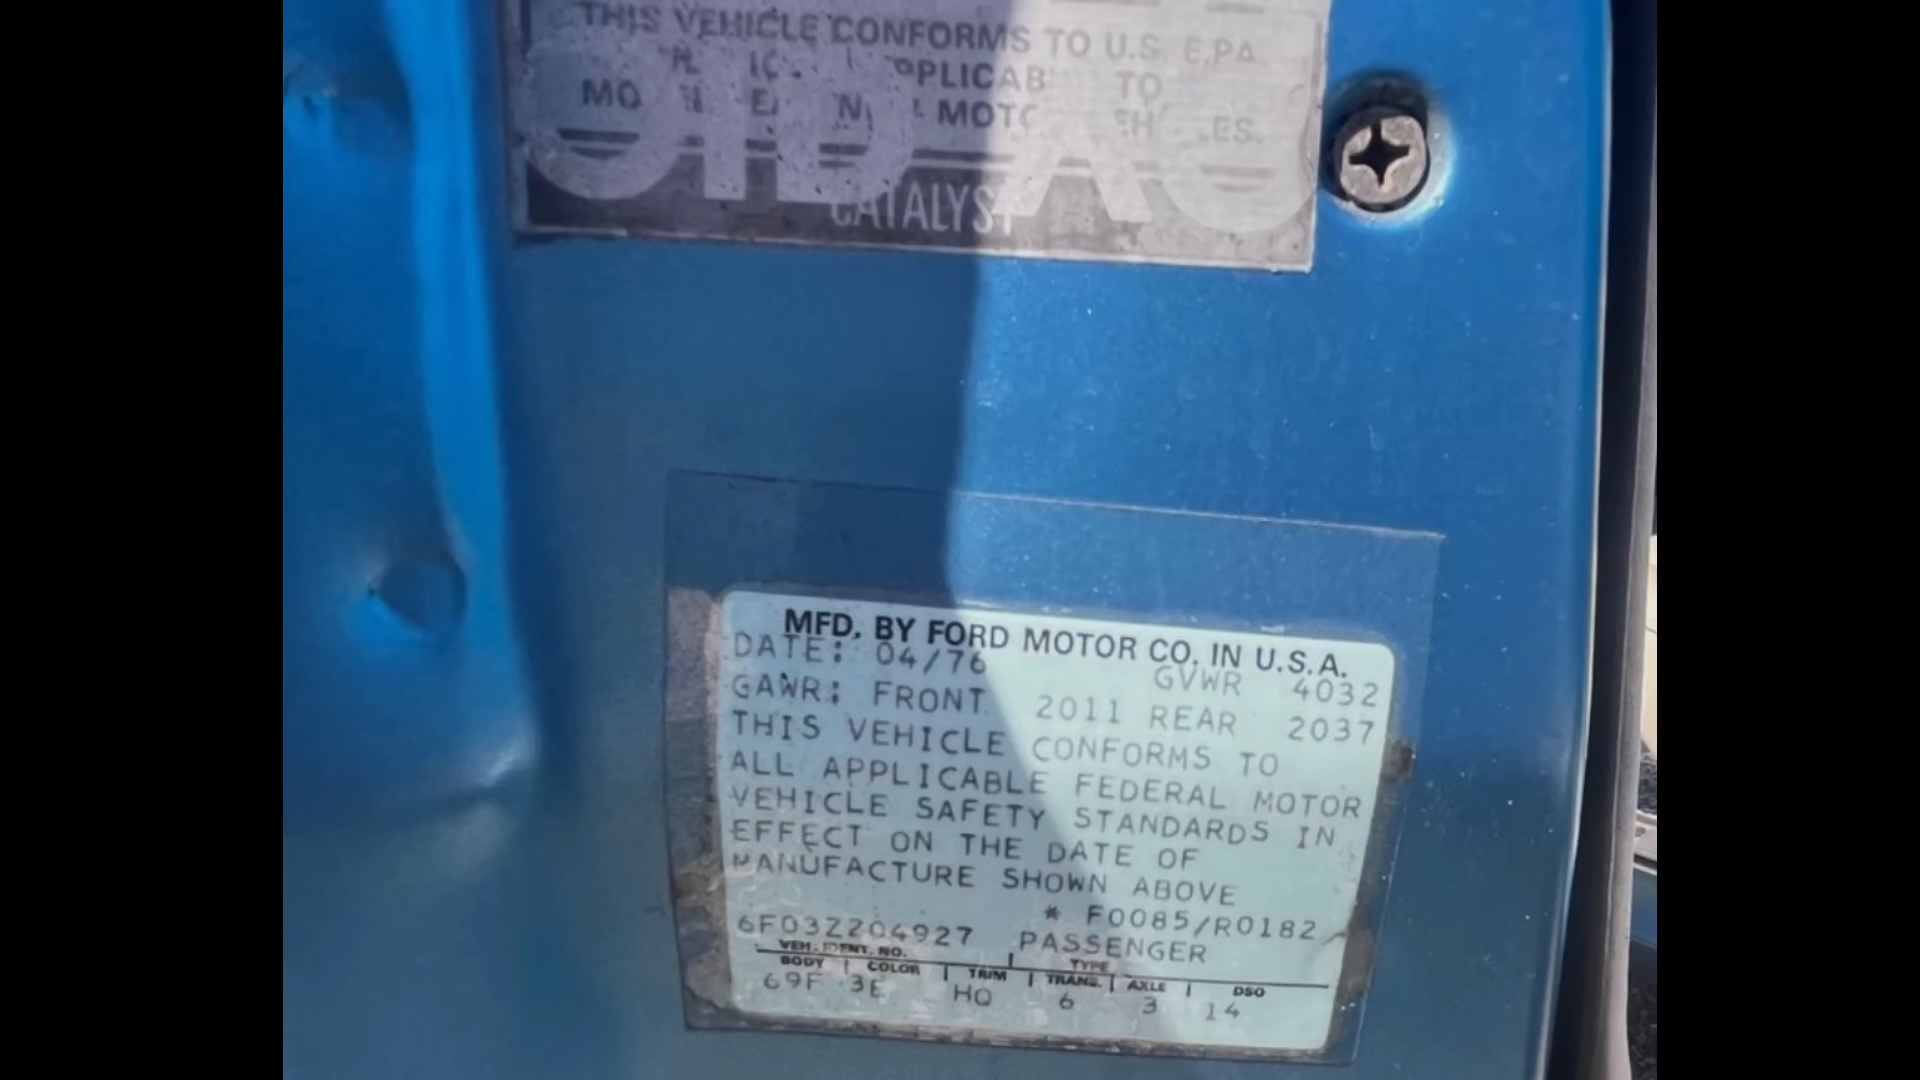 THIS VEHICLE CONFORMS TO U.S. E.P.A.
TO
MOTOR
CATALYST
MFD. BY FORD MOTOR CO. IN U.S.A.
DATE: 04/76 GVWR 4032
GAWR: FRONT 2011 REAR 2037
THIS VEHICLE CONFORMS TO
ALL APPLICABLE FEDERAL MOTOR
VEHICLE SAFETY STANDARDS IN
EFFECT ON THE DATE OF
MANUFACTURE SHOWN ABOVE
* F0085/R0182
6F03Z204927 PASSENGER
VEH. IDENT. NO. TYPE
BODY | COLOR | TRIM | TRANS. | AXLE | DSO
69F 3E HQ 6 3 14